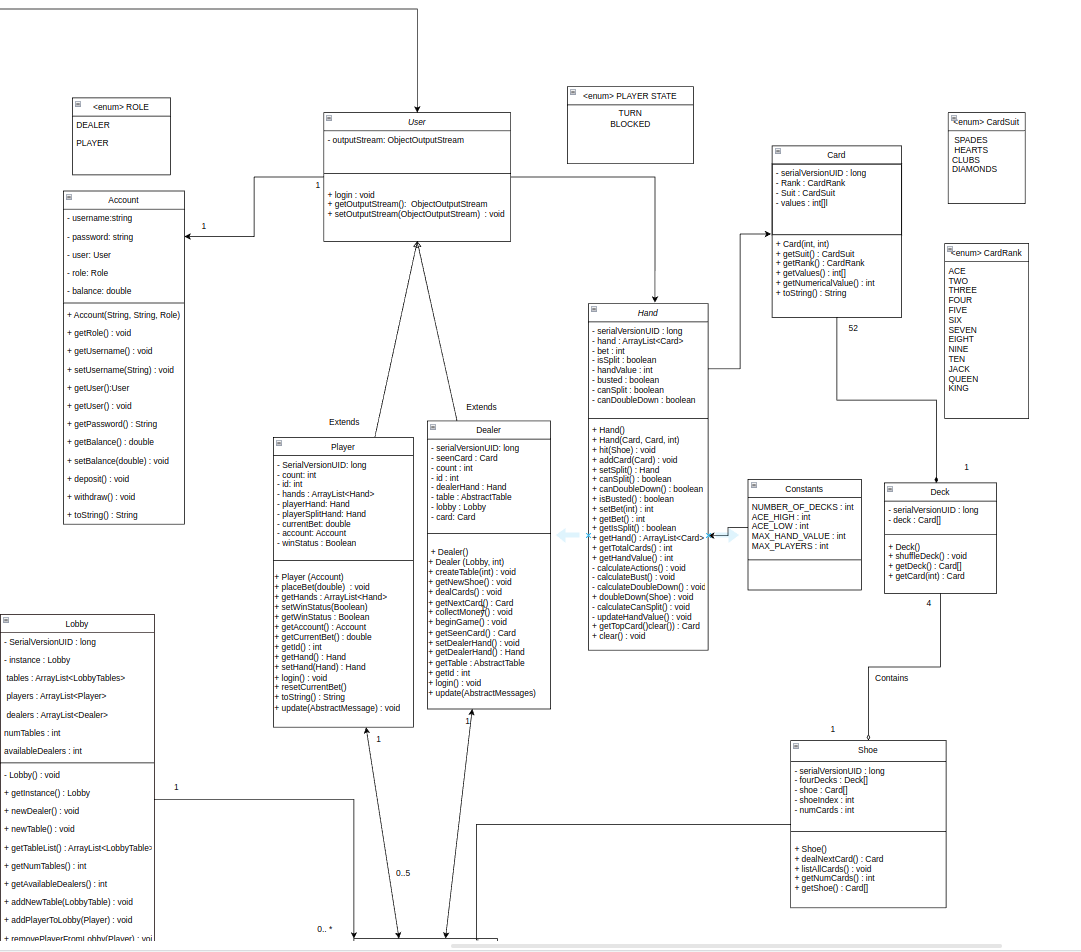 <enum> ROLE
DEALER
PLAYER
User
- outputStream: ObjectOutputStream
+ login : void
+ getOutputStream(): ObjectOutputStream
+ setOutputStream(ObjectOutputStream) : void
<enum> PLAYER STATE
TURN
BLOCKED
<enum> CardSuit
SPADES
HEARTS
CLUBS
DIAMONDS
Card
- serialVersionUID : long
- Rank : CardRank
- Suit : CardSuit
- values : int[]l
+ Card(int, int)
+ getSuit() : CardSuit
+ getRank() : CardRank
+ getValues() : int[]
+ getNumericalValue() : int
+ toString() : String
<enum> CardRank
ACE
TWO
THREE
FOUR
FIVE
SIX
SEVEN
EIGHT
NINE
TEN
JACK
QUEEN
KING
1
1
Account
- username:string
- password: string
- user: User
- role: Role
- balance: double
+ Account(String, String, Role)
+ getRole() : void
+ getUsername() : void
+ setUsername(String) : void
+ getUser():User
+ getUser() : void
+ getPassword() : String
+ getBalance() : double
+ setBalance(double) : void
+ deposit() : void
+ withdraw() : void
+ toString() : String
Hand
- serialVersionUID : long
- hand : ArrayList<Card>
- bet : int
- isSplit : boolean
- handValue : int
- busted : boolean
- canSplit : boolean
- canDoubleDown : boolean
+ Hand()
+ Hand(Card, Card, int)
+ hit(Shoe) : void
+ addCard(Card) : void
+ setSplit() : Hand
+ canSplit() : boolean
+ canDoubleDown() : boolean
+ isBusted() : boolean
+ setBet(int) : int
+ getBet() : int
+ getIsSplit() : boolean
+ getHand() : ArrayList<Card>
+ getTotalCards() : int
+ getHandValue() : int
- calculateActions() : void
- calculateBust() : void
- calculateDoubleDown() : void
+ doubleDown(Shoe) : void
- calculateCanSplit() : void
- updateHandValue() : void
+ getTopCard()clear()) : Card
+ clear() : void
52
1
Extends
Extends
Player
- SerialVersionUID: long
- count: int
- id: int
- hands : ArrayList<Hand>
- playerHand: Hand
- playerSplitHand: Hand
- currentBet: double
- account: Account
- winStatus : Boolean
+ Player (Account)
+ placeBet(double) : void
+ getHands : ArrayList<Hand>
+ setWinStatus(Boolean)
+ getWinStatus : Boolean
+ getAccount() : Account
+ getCurrentBet() : double
+ getId() : int
+ getHand() : Hand
+ setHand(Hand) : Hand
+ login() : void
+ resetCurrentBet()
+ toString() : String
+ update(AbstractMessage) : void
Dealer
- serialVersionUID: long
- seenCard : Card
- count : int
- id : int
- dealerHand : Hand
- table : AbstractTable
- lobby : Lobby
- card: Card
+ Dealer()
+ Dealer (Lobby, int)
+ createTable(int) : void
+ getNewShoe() : void
+ dealCards() : void
+ getNextCard() : Card
+ collectMoney() : void
+ beginGame() : void
+ getSeenCard() : Card
+ setDealerHand() : void
+ getDealerHand() : Hand
+ getTable : AbstractTable
+ getId : int
+ login() : void
+ update(AbstractMessages)
Constants
NUMBER_OF_DECKS : int
ACE_HIGH : int
ACE_LOW : int
MAX_HAND_VALUE : int
MAX_PLAYERS : int
Deck
- serialVersionUID : long
- deck : Card[]
+ Deck()
+ shuffleDeck() : void
+ getDeck() : Card[]
+ getCard(int) : Card
4
Contains
1
Lobby
- SerialVersionUID : long
- instance : Lobby
tables : ArrayList<LobbyTables>
players : ArrayList<Player>
dealers : ArrayList<Dealer>
numTables : int
availableDealers : int
- Lobby() : void
+ getInstance() : Lobby
+ newDealer() : void
+ newTable() : void
+ getTableList() : ArrayList<LobbyTable>
+ getNumTables() : int
+ getAvailableDealers() : int
+ addNewTable(LobbyTable) : void
+ addPlayerToLobby(Player) : void
+ removePlayerFromLobby(Player) : voi
1
1
1
0..5
0.. *
Shoe
- serialVersionUID : long
- fourDecks : Deck[]
- shoe : Card[]
- shoeIndex : int
- numCards : int
+ Shoe()
+ dealNextCard() : Card
+ listAllCards() : void
+ getNumCards() : int
+ getShoe() : Card[]